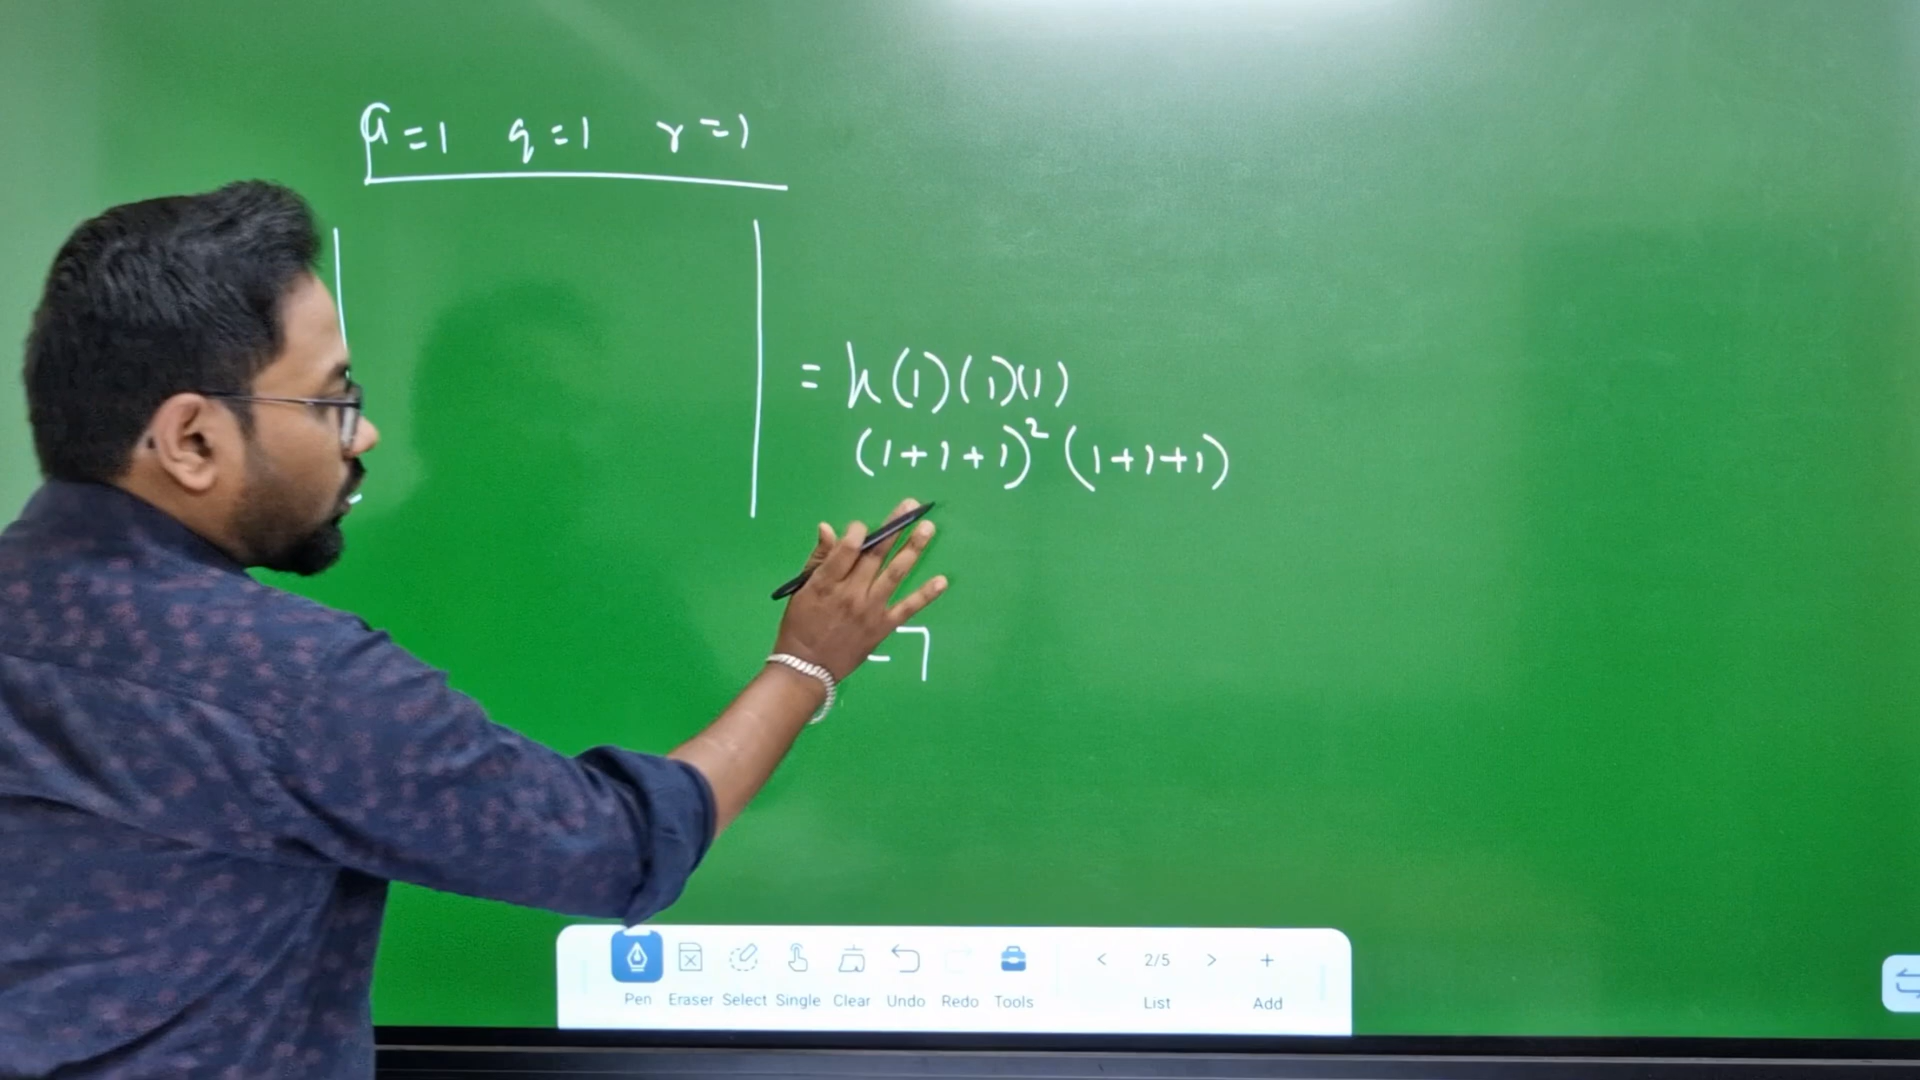 a=1 q=1 r=1
= k(1)(1)(1)
(1+1+1)² (1+1+1)
-7
Pen Eraser Select Single Clear Undo Redo Tools < 2/5 > +
List Add